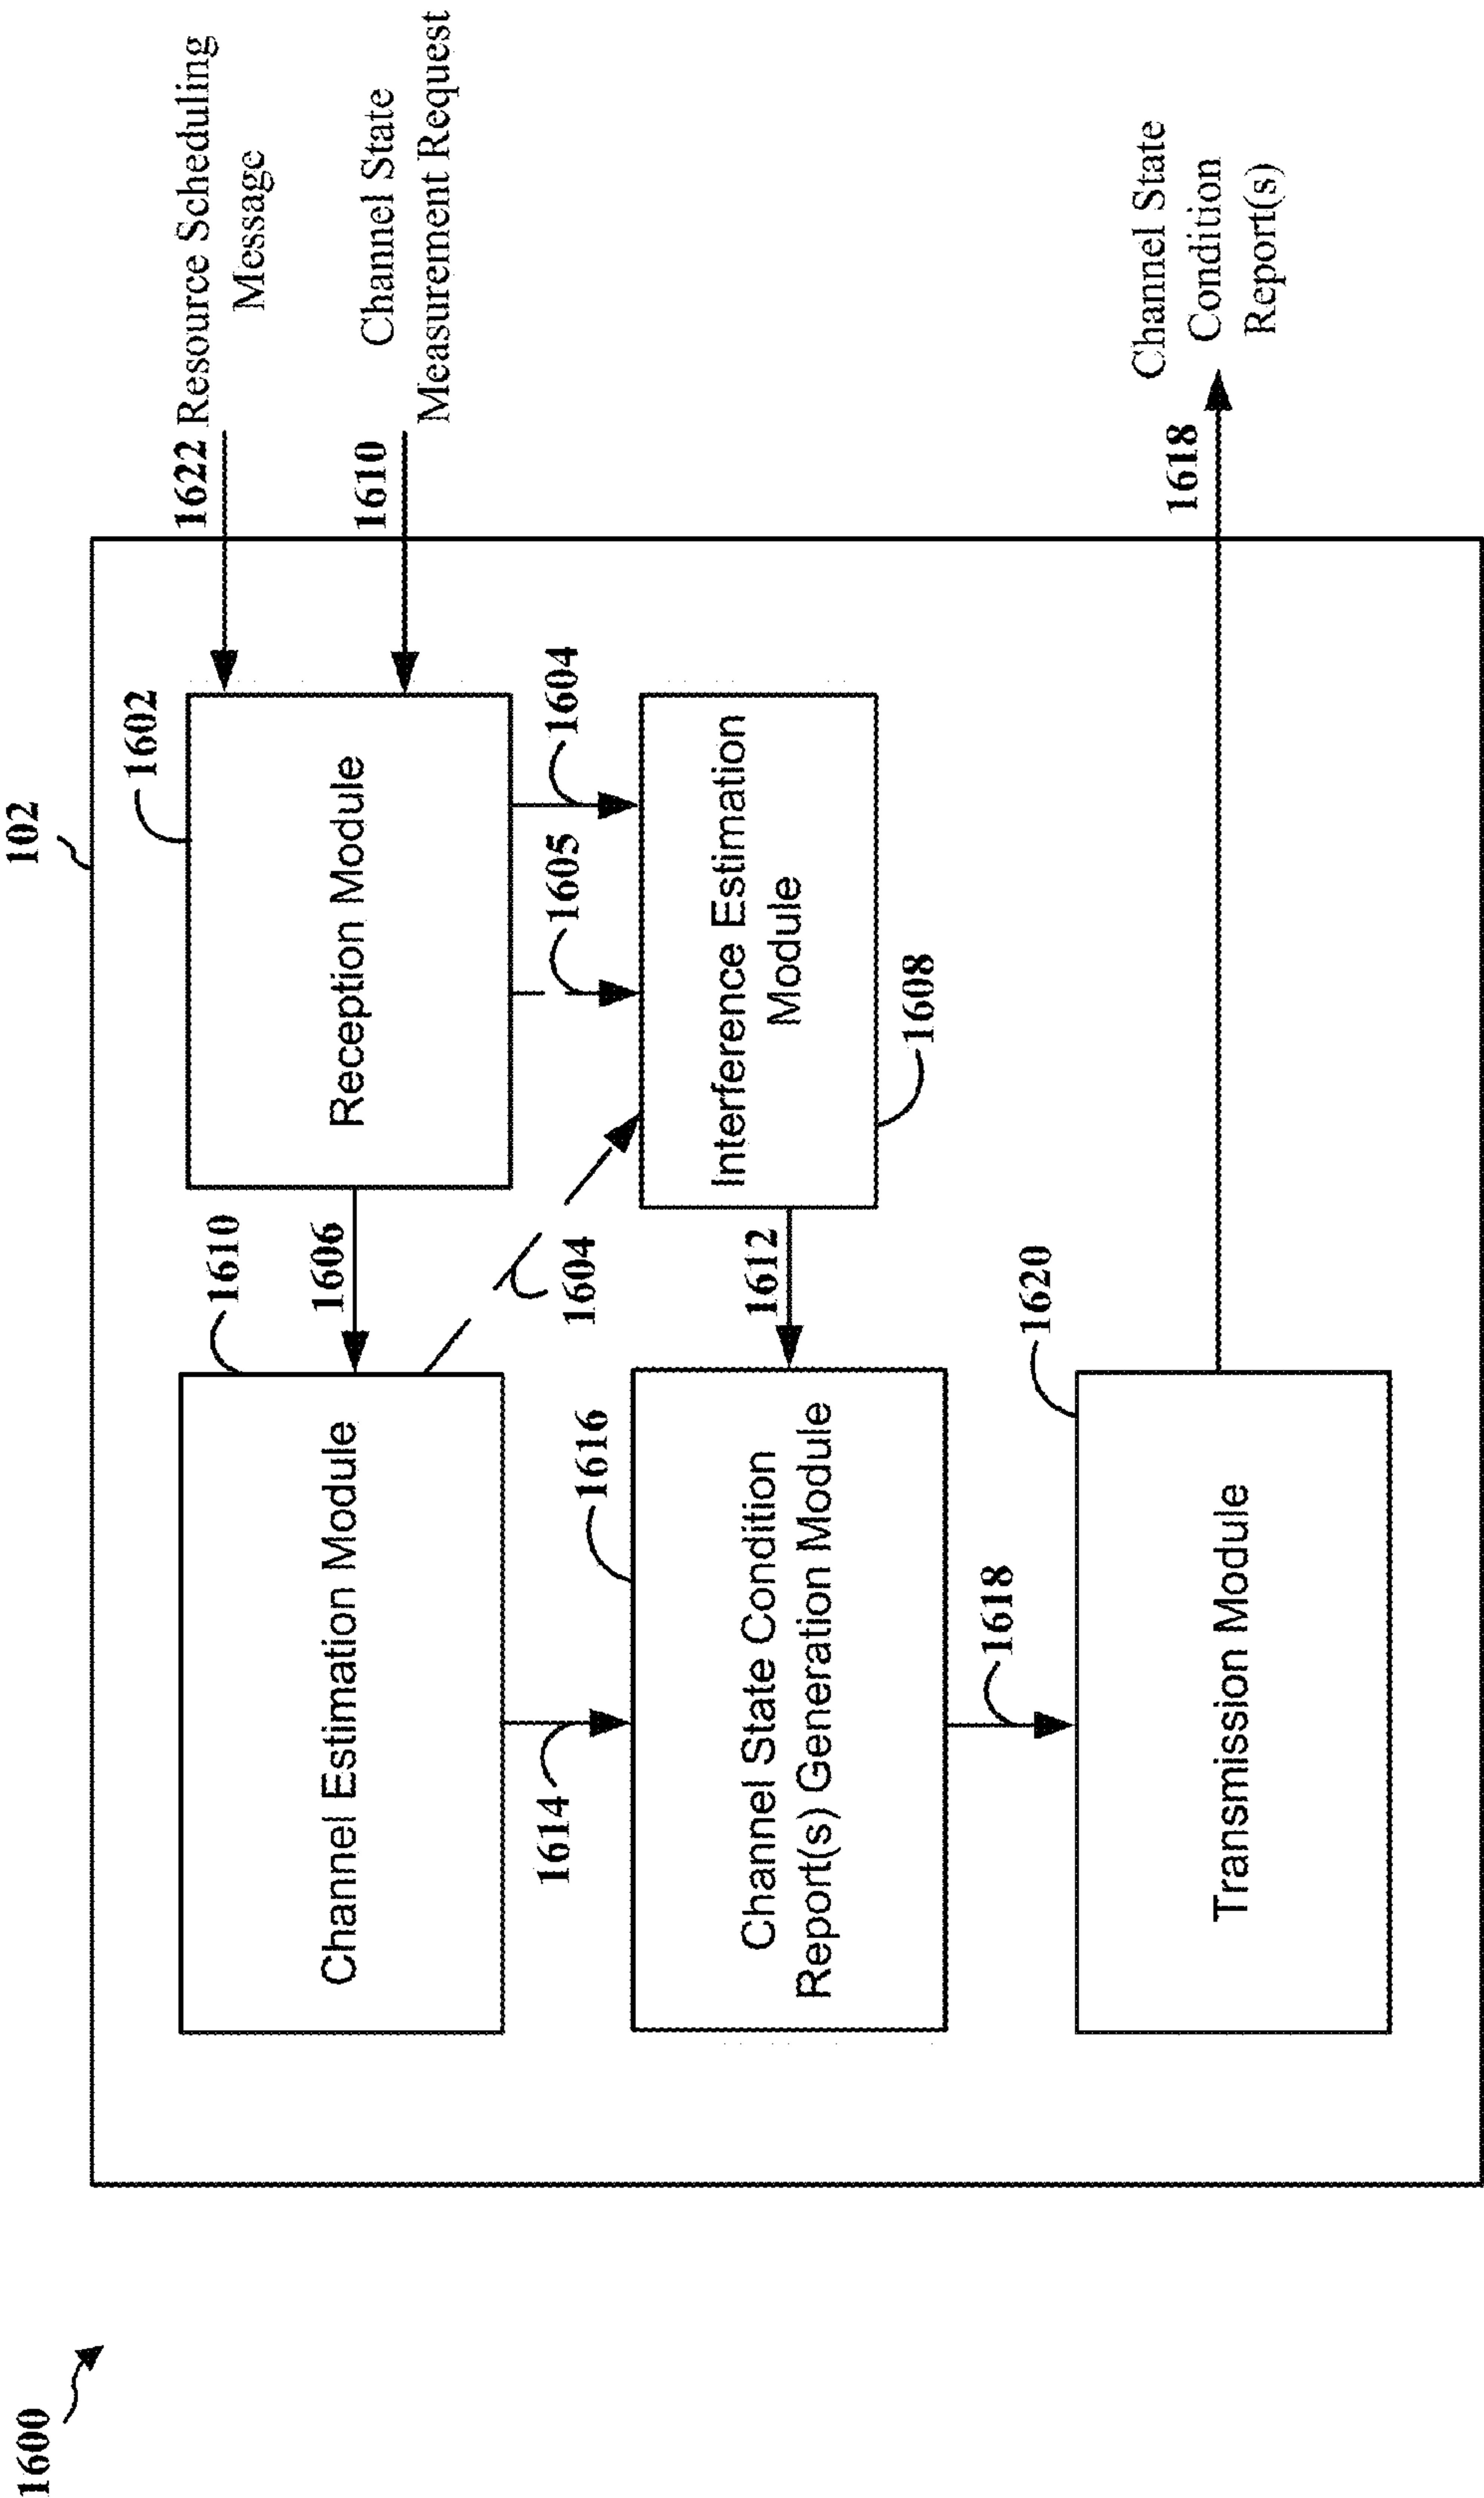 1600
102
Channel Estimation Module
1610
1606
Reception Module
1602
1622
Resource Scheduling
Message
1610
Channel State
Measurement Request
1614
1616
1604
1605
1604
Channel State Condition
Report(s) Generation Module
1612
Interference Estimation
Module
1608
1618
1620
Transmission Module
1618
Channel State
Condition
Report(s)